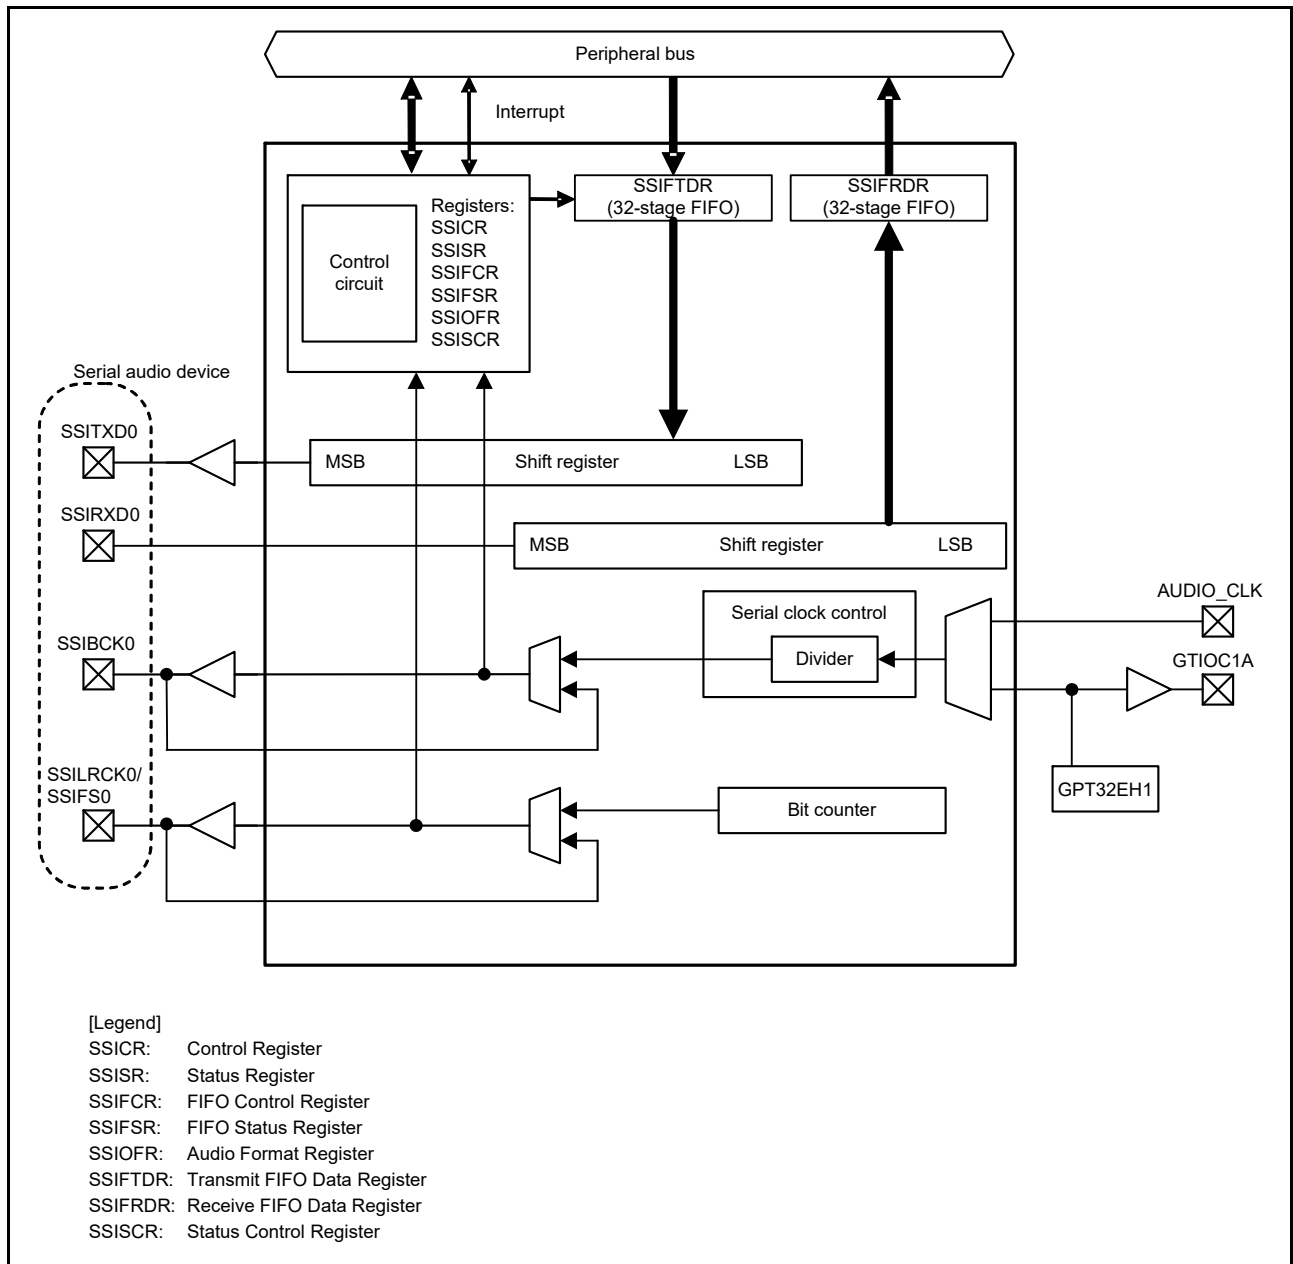 Peripheral bus
Interrupt
SSIFTDR
(32-stage FIFO)
SSIFRDR
(32-stage FIFO)
Control
circuit
Registers:
SSICR
SSISR
SSIFCR
SSIFSR
SSIOFR
SSISCR
Serial audio device
SSITXD0
MSB Shift register LSB
SSIRXD0
MSB Shift register LSB
AUDIO_CLK
Serial clock control
Divider
SSIBCK0
GTIOC1A
GPT32EH1
SSILRCK0/
SSIFS0
Bit counter
[Legend]
SSICR: Control Register
SSISR: Status Register
SSIFCR: FIFO Control Register
SSIFSR: FIFO Status Register
SSIOFR: Audio Format Register
SSIFTDR: Transmit FIFO Data Register
SSIFRDR: Receive FIFO Data Register
SSISCR: Status Control Register